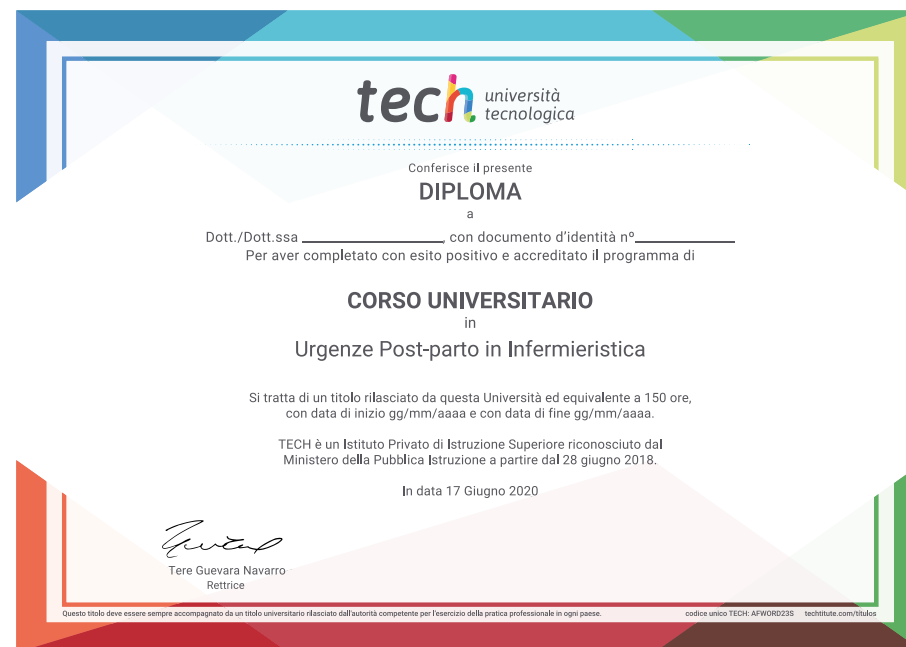 tech università
tecnologica
Conferisce il presente
DIPLOMA
a
Dott./Dott.ssa ____________________, con documento d'identità nº______________
Per aver completato con esito positivo e accreditato il programma di
CORSO UNIVERSITARIO
in
Urgenze Post-parto in Infermieristica
Si tratta di un titolo rilasciato da questa Università ed equivalente a 150 ore,
con data di inizio gg/mm/aaaa e con data di fine gg/mm/aaaa.
TECH è un Istituto Privato di Istruzione Superiore riconosciuto dal
Ministero della Pubblica Istruzione a partire dal 28 giugno 2018.
In data 17 Giugno 2020
Tere Guevara Navarro
Rettrice
Questo titolo deve essere sempre accompagnato da un titolo universitario rilasciato dall'autorità competente per l'esercizio della pratica professionale in ogni paese. codice unico TECH: AFWORD23S techtitute.com/titulos